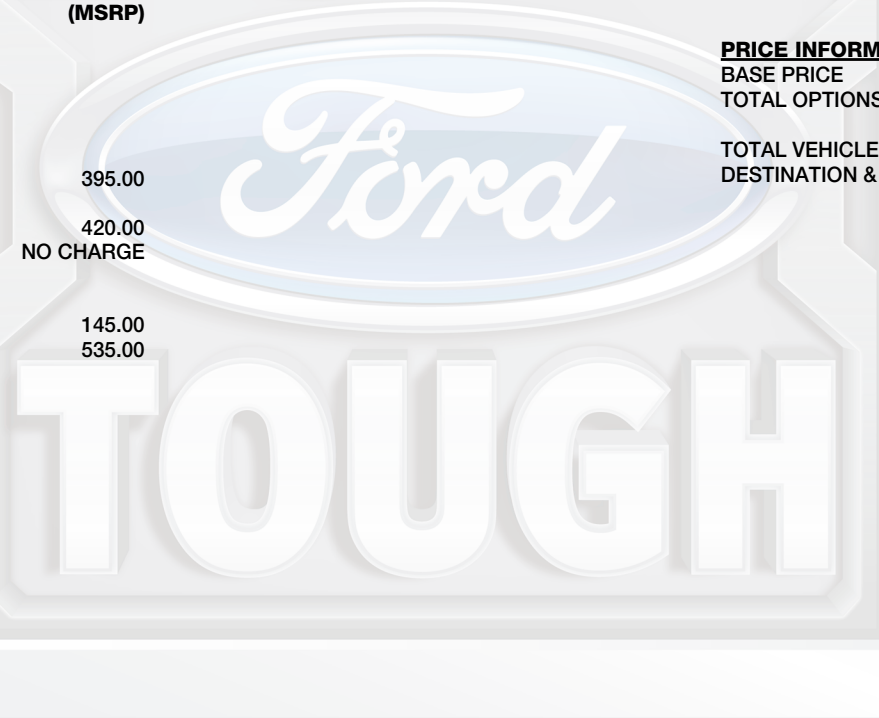 (MSRP)
PRICE INFORM
BASE PRICE
TOTAL OPTIONS
TOTAL VEHICLE
DESTINATION &
395.00
420.00
NO CHARGE
145.00
535.00
Ford
TOUGH